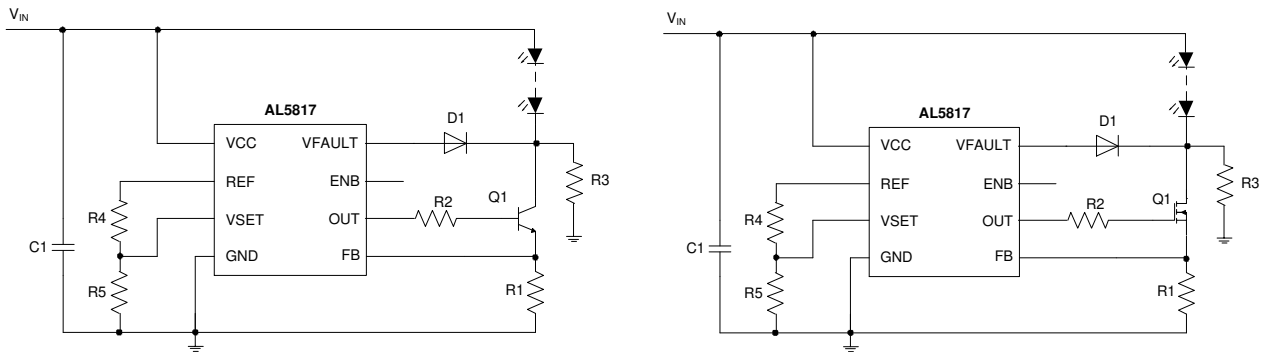 VIN
AL5817
VCC
VFAULT
D1
REF
ENB
R3
R4
R2
Q1
VSET
OUT
C1
GND
FB
R5
R1
VIN
AL5817
VCC
VFAULT
D1
REF
ENB
R3
R4
R2
Q1
VSET
OUT
C1
GND
FB
R5
R1